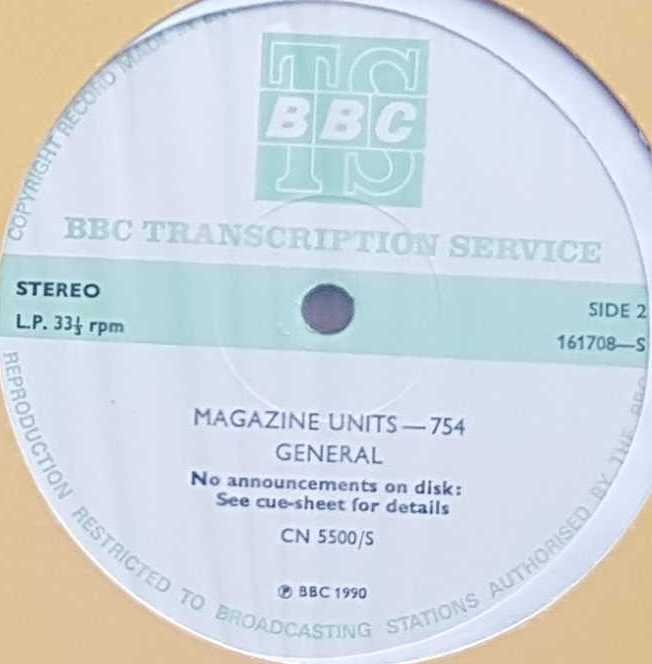 COPYRIGHT RECORD MADE IN
TS
BBC
BBC TRANSCRIPTION SERVICE
STEREO
SIDE 2
L.P. 33⅓ rpm
161708—S
MAGAZINE UNITS — 754
GENERAL
No announcements on disk:
See cue-sheet for details
CN 5500/S
℗ BBC 1990
REPRODUCTION RESTRICTED TO BROADCASTING STATIONS AUTHORISED BY THE BBC